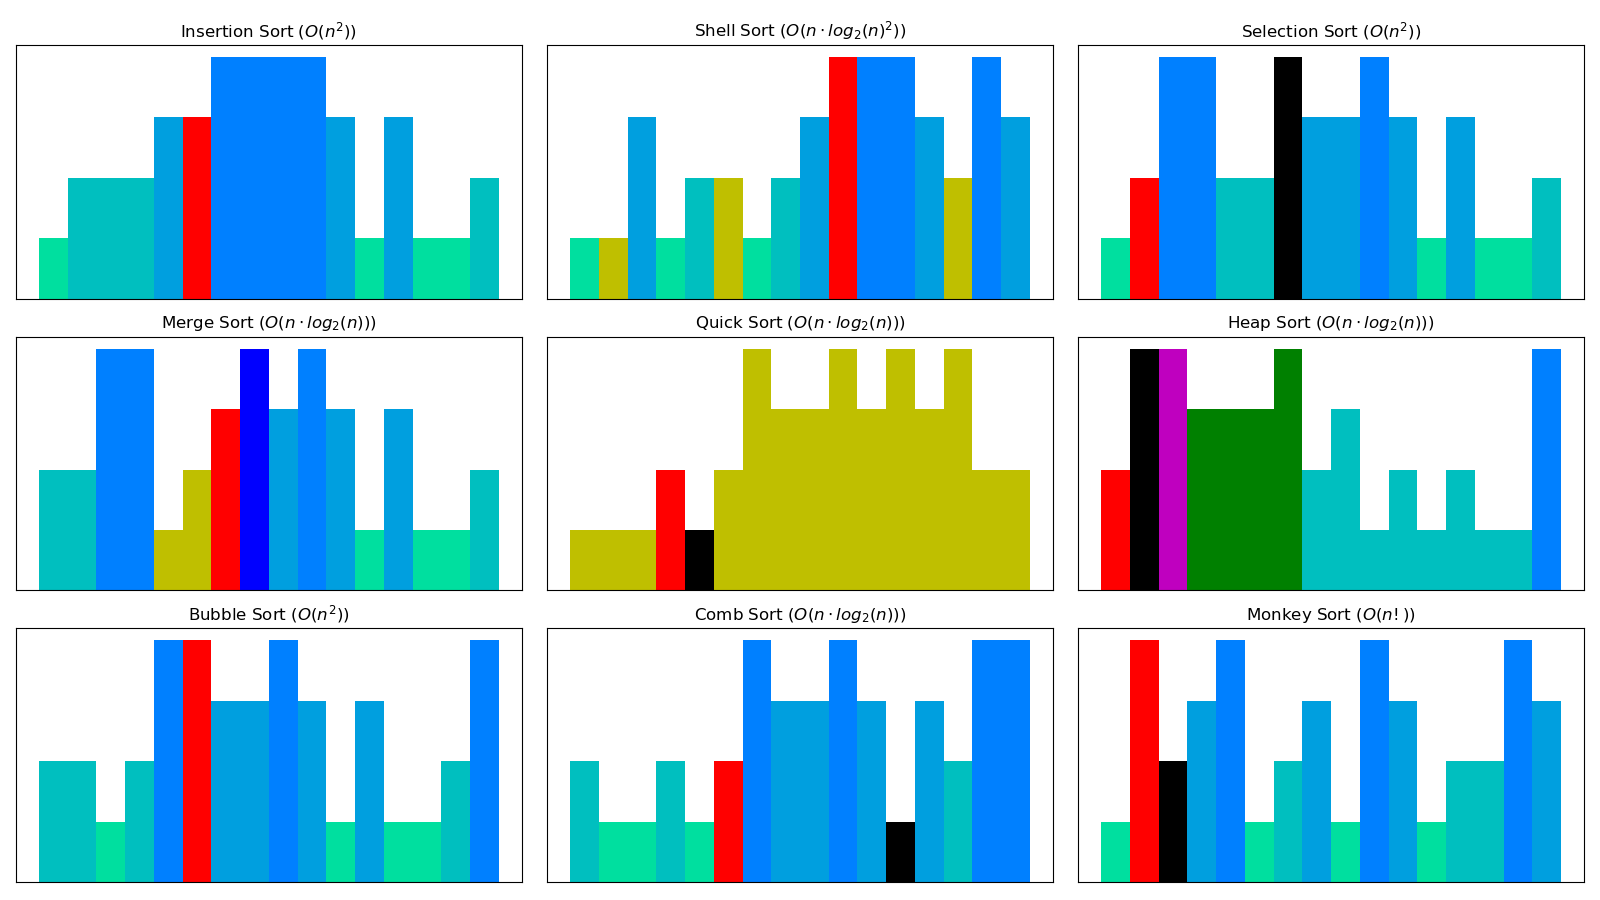 Insertion Sort (O(n²))
Shell Sort (O(n · log₂(n)²))
Selection Sort (O(n²))
Merge Sort (O(n · log₂(n)))
Quick Sort (O(n · log₂(n)))
Heap Sort (O(n · log₂(n)))
Bubble Sort (O(n²))
Comb Sort (O(n · log₂(n)))
Monkey Sort (O(n!))